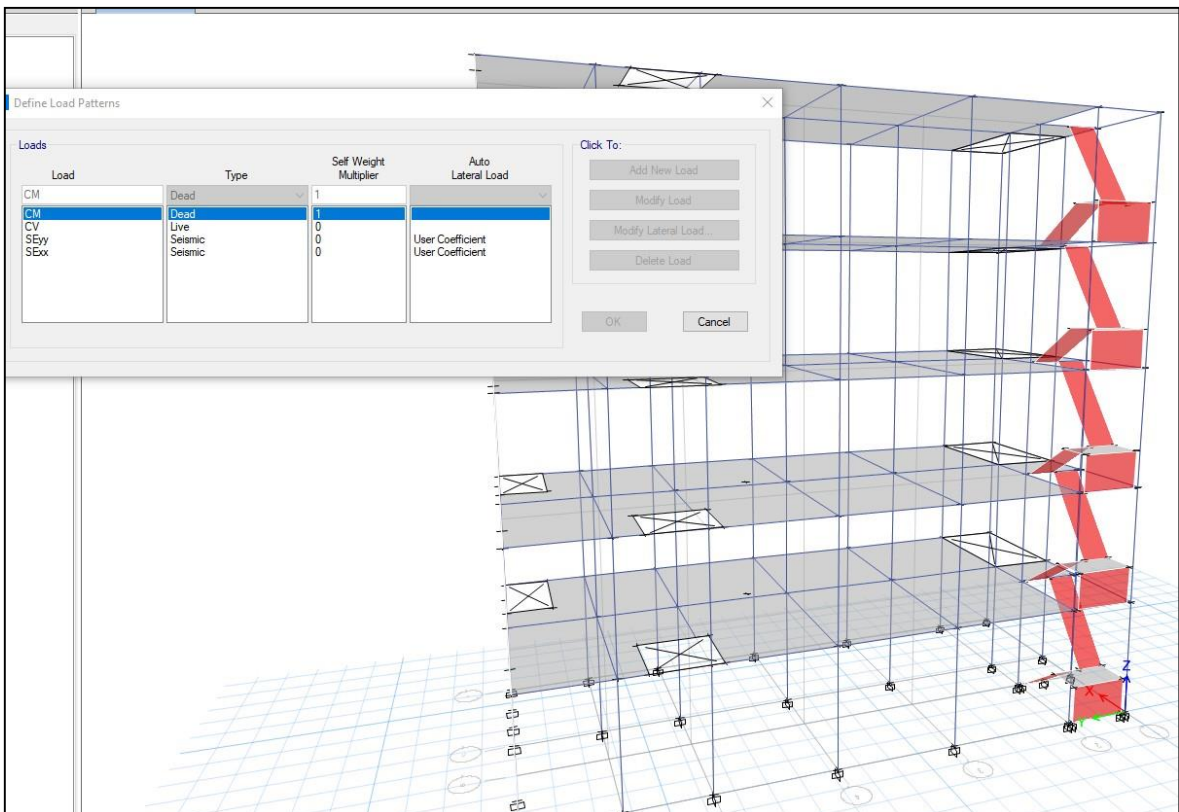 Define Load Patterns
Loads
Click To:
Load Type Self Weight Multiplier Auto Lateral Load
CM Dead 1
CM Dead 1
CV Live 0
SEyy Seismic 0 User Coefficient
SExx Seismic 0 User Coefficient
Add New Load
Modify Load
Modify Lateral Load...
Delete Load
OK Cancel
Z
X